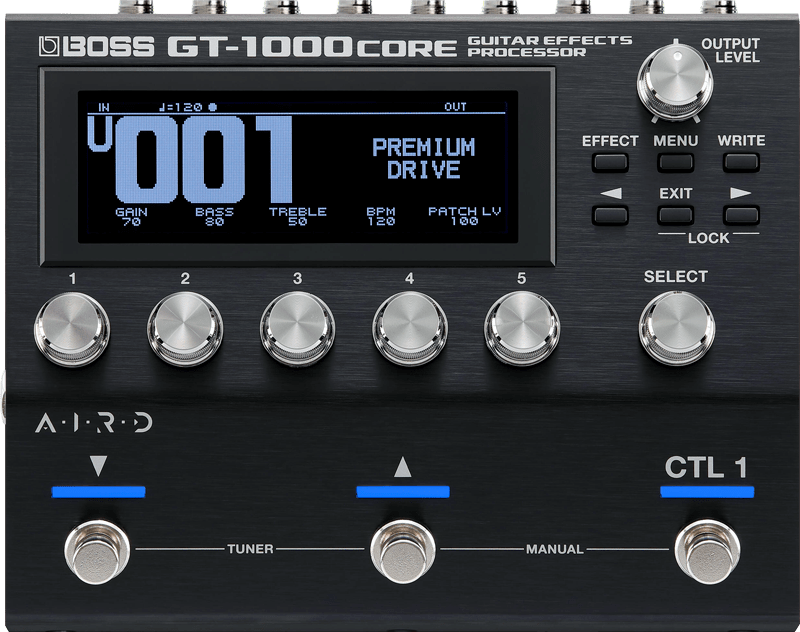 BOSS GT-1000CORE GUITAR EFFECTS PROCESSOR
OUTPUT LEVEL
IN ♩=120 ● OUT
U001
PREMIUM
DRIVE
GAIN BASS TREBLE BPM PATCH LV
70 80 50 120 100
EFFECT MENU WRITE
◀ EXIT ▶
LOCK
1 2 3 4 5
SELECT
A·I·R·D
▼ ▲ CTL 1
TUNER MANUAL